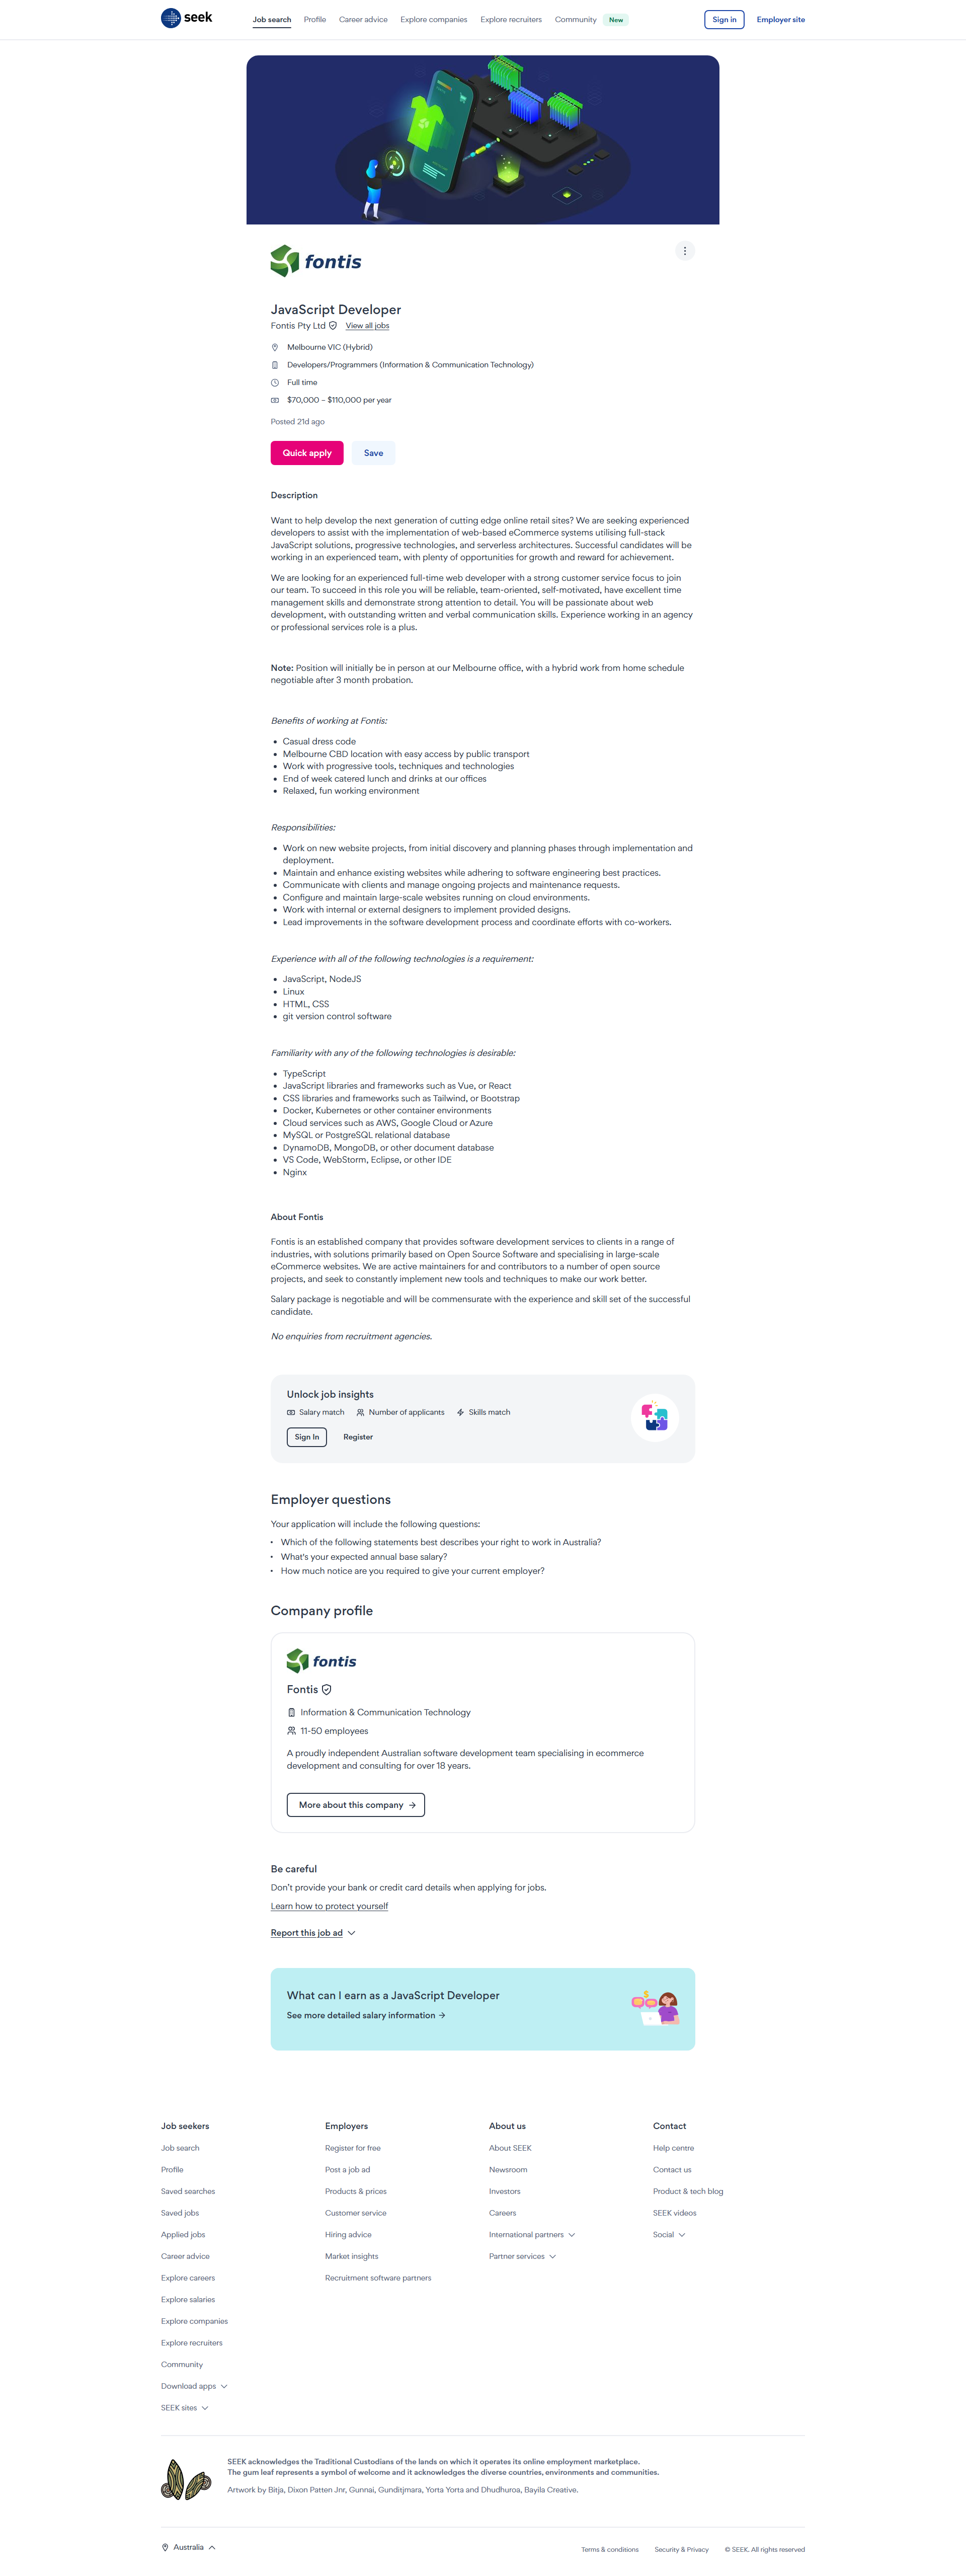 seek
Job search Profile Career advice Explore companies Explore recruiters Community New Sign in Employer site
fontis
JavaScript Developer
Fontis Pty Ltd View all jobs
Melbourne VIC (Hybrid)
Developers/Programmers (Information & Communication Technology)
Full time
$70,000 – $110,000 per year
Posted 21d ago
Quick apply Save
Description
Want to help develop the next generation of cutting edge online retail sites? We are seeking experienced
developers to assist with the implementation of web-based eCommerce systems utilising full-stack
JavaScript solutions, progressive technologies, and serverless architectures. Successful candidates will be
working in an experienced team, with plenty of opportunities for growth and reward for achievement.
We are looking for an experienced full-time web developer with a strong customer service focus to join
our team. To succeed in this role you will be reliable, team-oriented, self-motivated, have excellent time
management skills and demonstrate strong attention to detail. You will be passionate about web
development, with outstanding written and verbal communication skills. Experience working in an agency
or professional services role is a plus.
Note: Position will initially be in person at our Melbourne office, with a hybrid work from home schedule
negotiable after 3 month probation.
Benefits of working at Fontis:
Casual dress code
Melbourne CBD location with easy access by public transport
Work with progressive tools, techniques and technologies
End of week catered lunch and drinks at our offices
Relaxed, fun working environment
Responsibilities:
Work on new website projects, from initial discovery and planning phases through implementation and
deployment.
Maintain and enhance existing websites while adhering to software engineering best practices.
Communicate with clients and manage ongoing projects and maintenance requests.
Configure and maintain large-scale websites running on cloud environments.
Work with internal or external designers to implement provided designs.
Lead improvements in the software development process and coordinate efforts with co-workers.
Experience with all of the following technologies is a requirement:
JavaScript, NodeJS
Linux
HTML, CSS
git version control software
Familiarity with any of the following technologies is desirable:
TypeScript
JavaScript libraries and frameworks such as Vue, or React
CSS libraries and frameworks such as Tailwind, or Bootstrap
Docker, Kubernetes or other container environments
Cloud services such as AWS, Google Cloud or Azure
MySQL or PostgreSQL relational database
DynamoDB, MongoDB, or other document database
VS Code, WebStorm, Eclipse, or other IDE
Nginx
About Fontis
Fontis is an established company that provides software development services to clients in a range of
industries, with solutions primarily based on Open Source Software and specialising in large-scale
eCommerce websites. We are active maintainers for and contributors to a number of open source
projects, and seek to constantly implement new tools and techniques to make our work better.
Salary package is negotiable and will be commensurate with the experience and skill set of the successful
candidate.
No enquiries from recruitment agencies.
Unlock job insights
Salary match Number of applicants Skills match
Sign In Register
Employer questions
Your application will include the following questions:
Which of the following statements best describes your right to work in Australia?
What's your expected annual base salary?
How much notice are you required to give your current employer?
Company profile
fontis
Fontis
Information & Communication Technology
11-50 employees
A proudly independent Australian software development team specialising in ecommerce
development and consulting for over 18 years.
More about this company
Be careful
Don't provide your bank or credit card details when applying for jobs.
Learn how to protect yourself
Report this job ad
What can I earn as a JavaScript Developer
See more detailed salary information
Job seekers
Job search
Profile
Saved searches
Saved jobs
Applied jobs
Career advice
Explore careers
Explore salaries
Explore companies
Explore recruiters
Community
Download apps
SEEK sites
Employers
Register for free
Post a job ad
Products & prices
Customer service
Hiring advice
Market insights
Recruitment software partners
About us
About SEEK
Newsroom
Investors
Careers
International partners
Partner services
Contact
Help centre
Contact us
Product & tech blog
SEEK videos
Social
SEEK acknowledges the Traditional Custodians of the lands on which it operates its online employment marketplace.
The gum leaf represents a symbol of welcome and it acknowledges the diverse countries, environments and communities.
Artwork by Bitja, Dixon Patten Jnr, Gunnai, Gunditjmara, Yorta Yorta and Dhudhuroa, Bayila Creative.
Australia
Terms & conditions Security & Privacy © SEEK. All rights reserved